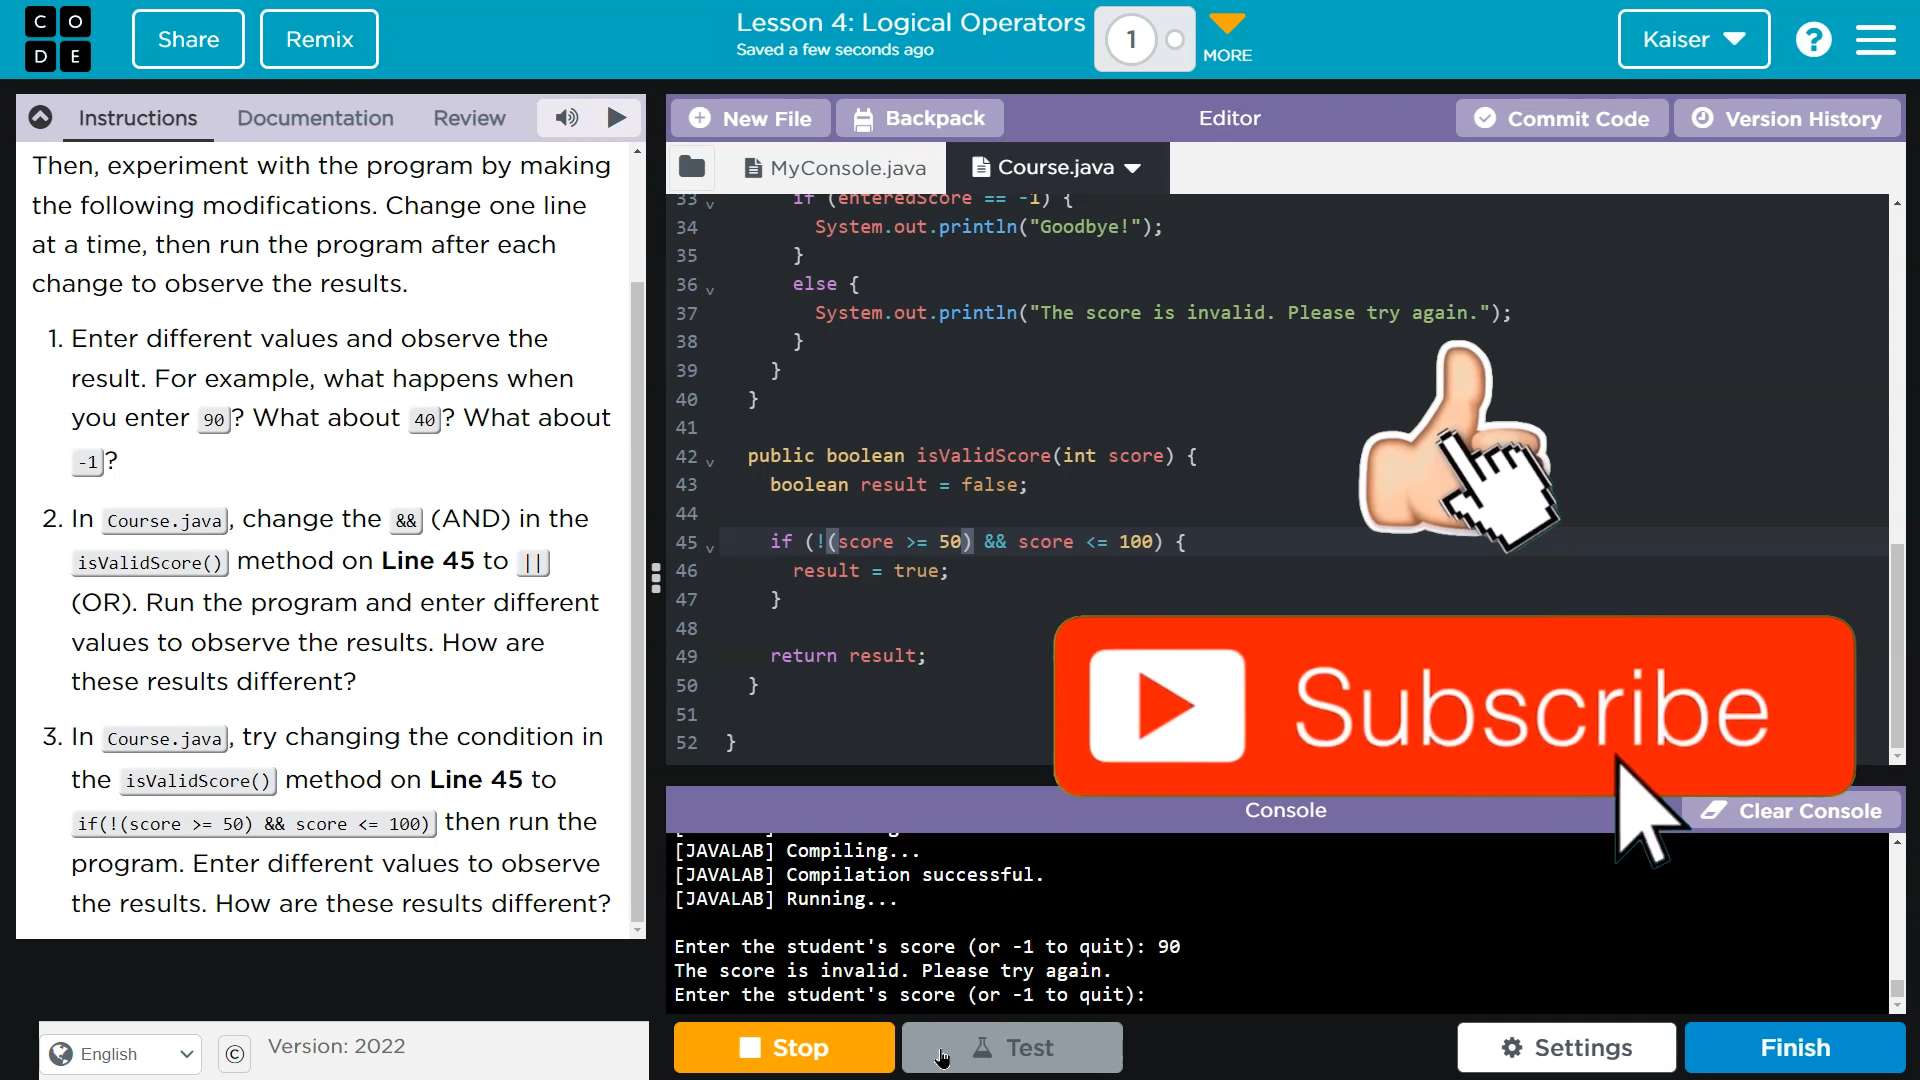 CODE
Share
Remix
Lesson 4: Logical Operators
Saved a few seconds ago
1
MORE
Kaiser
?
Instructions
Documentation
Review
Then, experiment with the program by making
the following modifications. Change one line
at a time, then run the program after each
change to observe the results.
1. Enter different values and observe the
result. For example, what happens when
you enter 90? What about 40? What about
-1?
2. In Course.java, change the && (AND) in the
isValidScore() method on Line 45 to ||
(OR). Run the program and enter different
values to observe the results. How are
these results different?
3. In Course.java, try changing the condition in
the isValidScore() method on Line 45 to
if(!(score >= 50) && score <= 100) then run the
program. Enter different values to observe
the results. How are these results different?
English
©
Version: 2022
New File
Backpack
Editor
Commit Code
Version History
MyConsole.java
Course.java
33 if (enteredScore == -1) {
34 System.out.println("Goodbye!");
35 }
36 else {
37 System.out.println("The score is invalid. Please try again.");
38 }
39 }
40 }
41
42 public boolean isValidScore(int score) {
43 boolean result = false;
44
45 if (!(score >= 50) && score <= 100) {
46 result = true;
47 }
48
49 return result;
50 }
51
52 }
Subscribe
Console
Clear Console
[JAVALAB] Compiling...
[JAVALAB] Compilation successful.
[JAVALAB] Running...
Enter the student's score (or -1 to quit): 90
The score is invalid. Please try again.
Enter the student's score (or -1 to quit):
Stop
Test
Settings
Finish